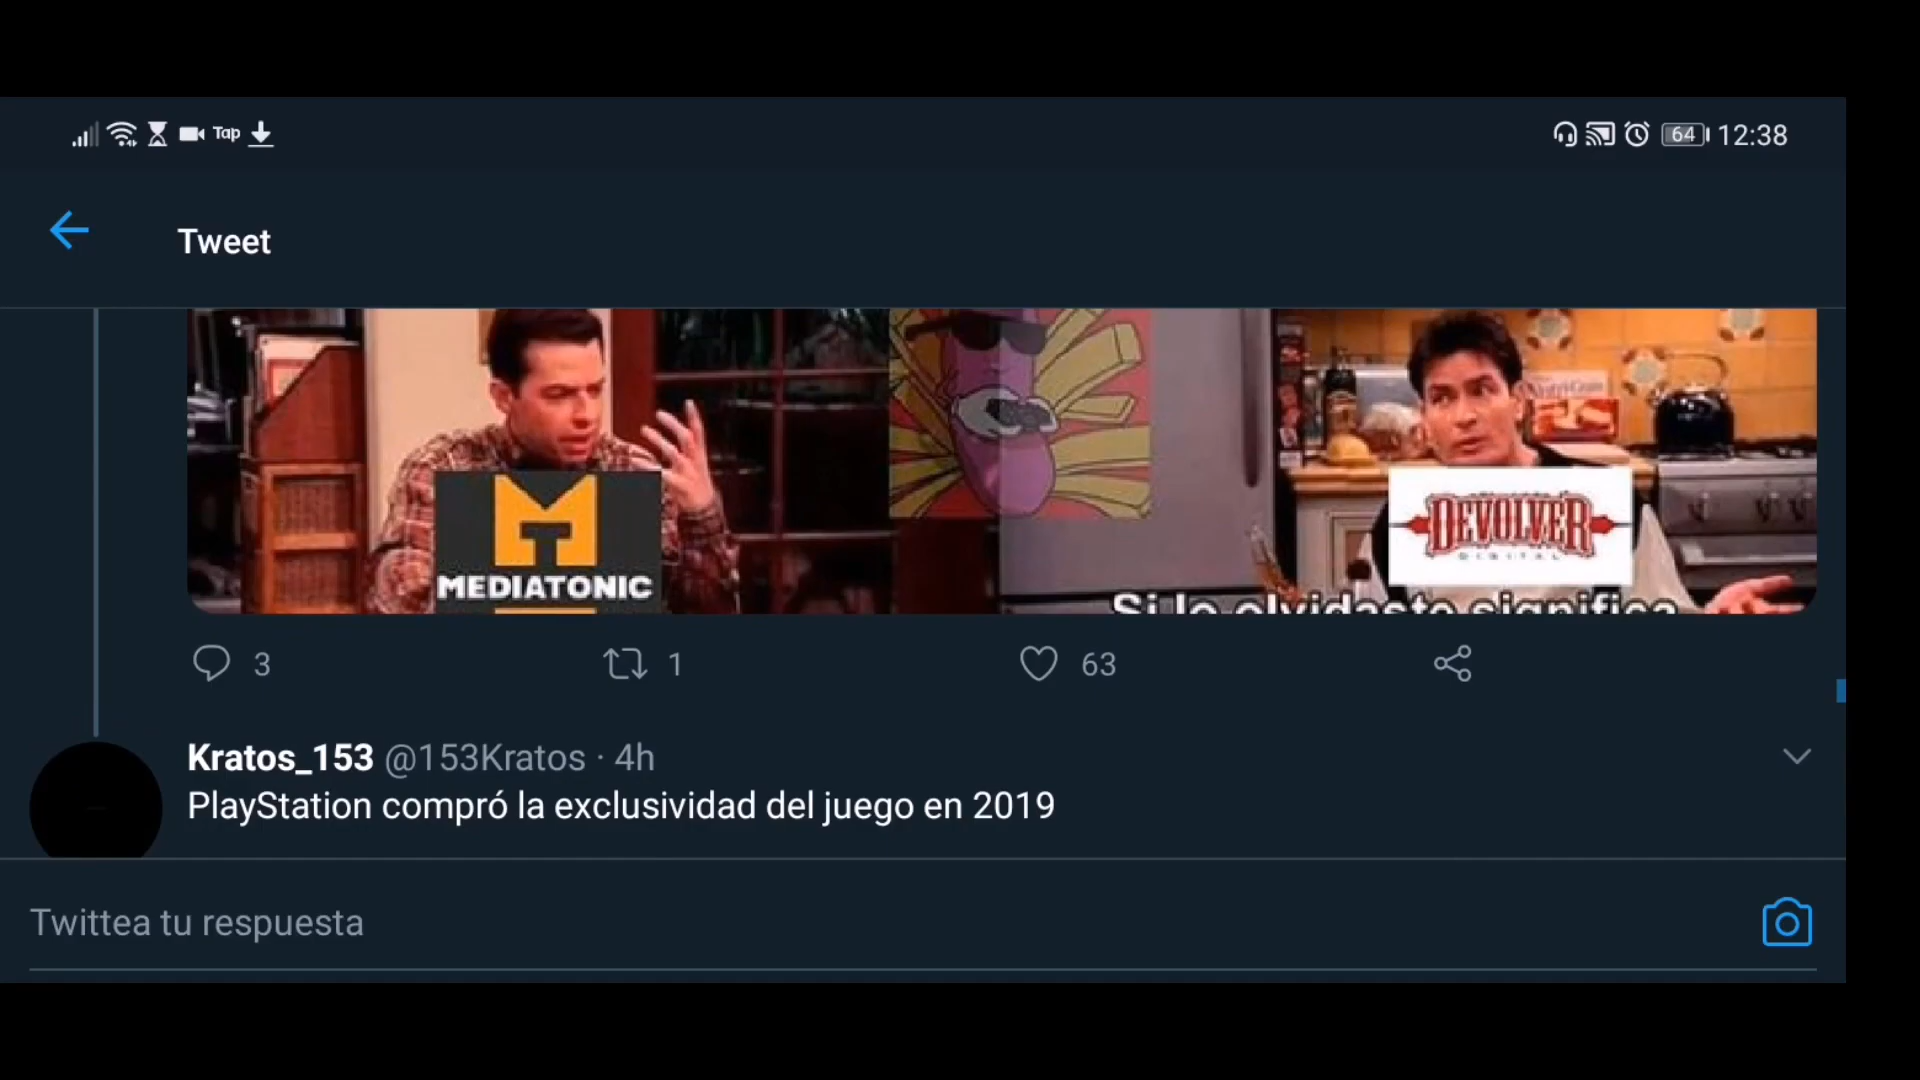 Tap
64 12:38
Tweet
MEDIATONIC
DEVOLVER
DIGITAL
Si lo olvidaste significa
3
1
63
Kratos_153 @153Kratos · 4h
PlayStation compró la exclusividad del juego en 2019
Twittea tu respuesta